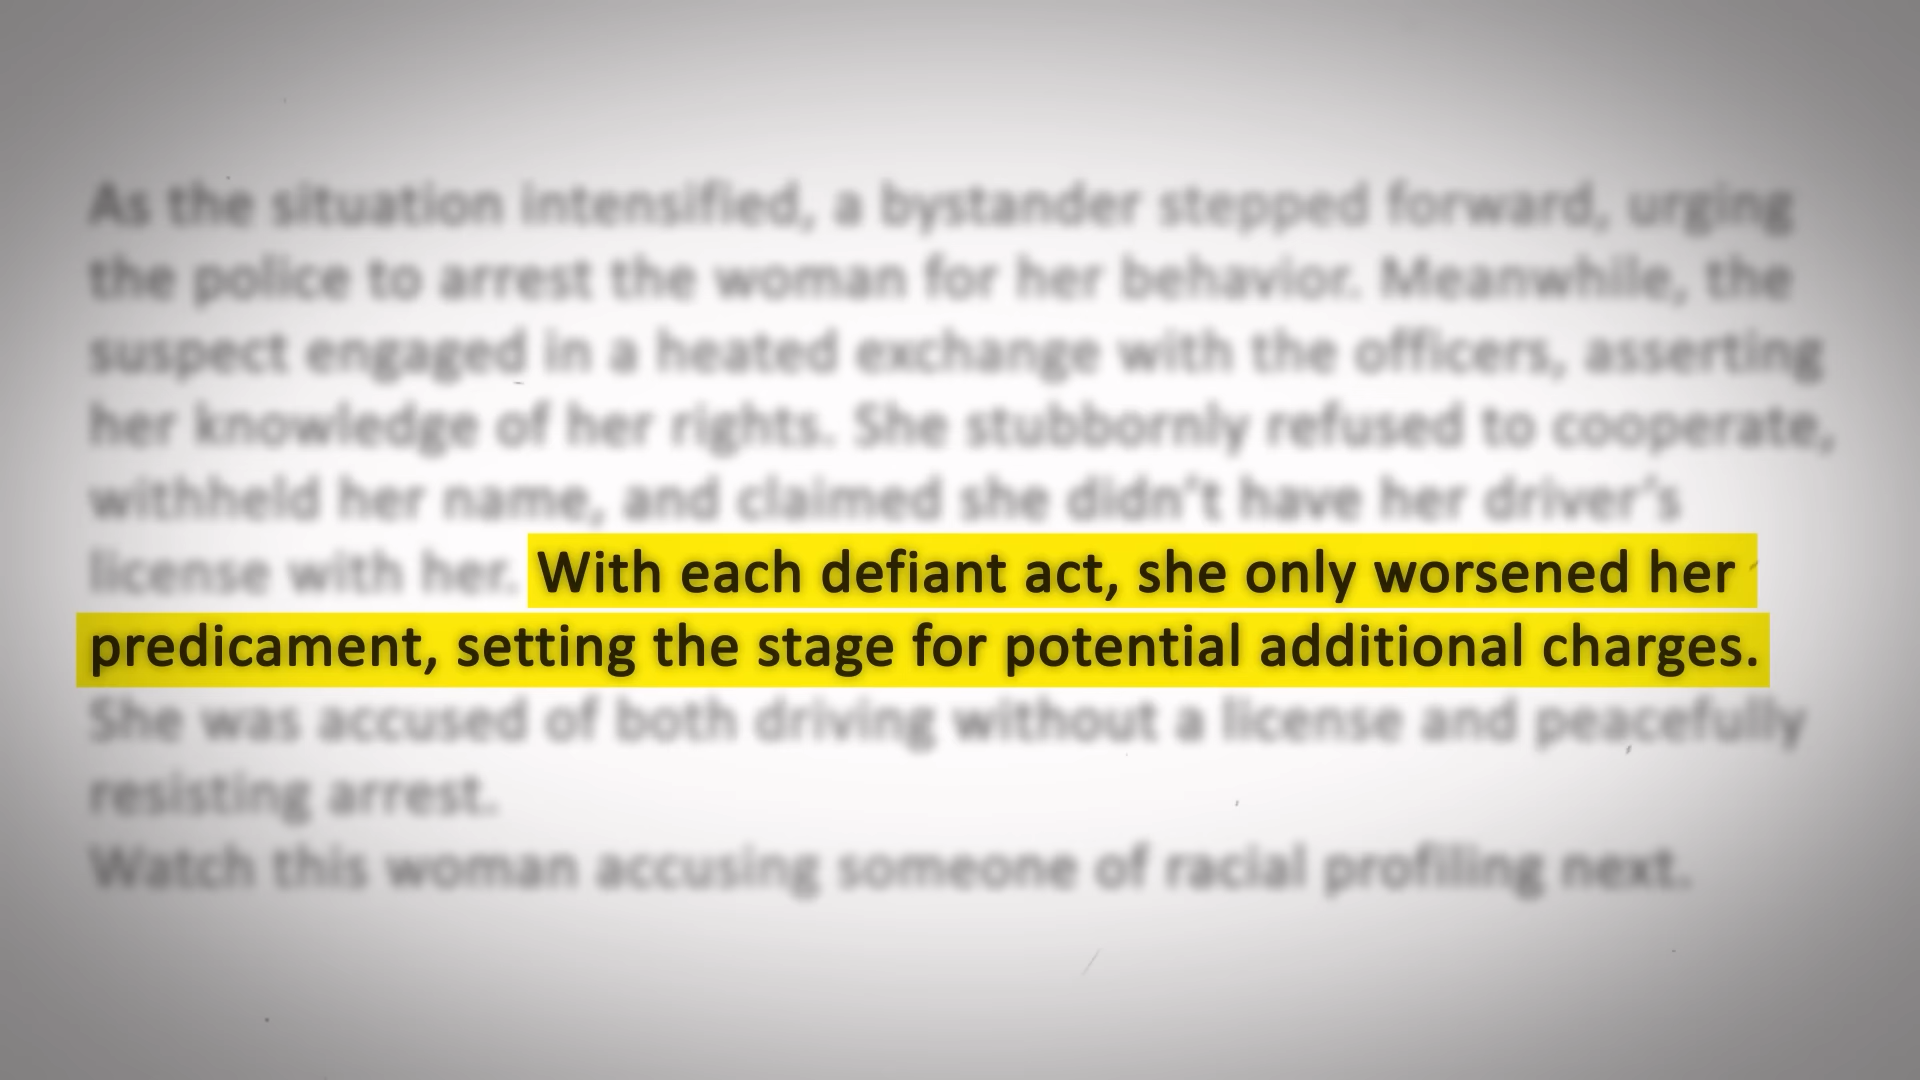 As the situation intensified, a bystander stepped forward, urging
the police to arrest the woman for her behavior. Meanwhile, the
suspect engaged in a heated exchange with the officers, asserting
her knowledge of her rights. She stubbornly refused to cooperate,
withheld her name, and claimed she didn't have her driver's
license with her. With each defiant act, she only worsened her
predicament, setting the stage for potential additional charges.
She was accused of both driving without a license and peacefully
resisting arrest.
Watch this woman accusing someone of racial profiling next.